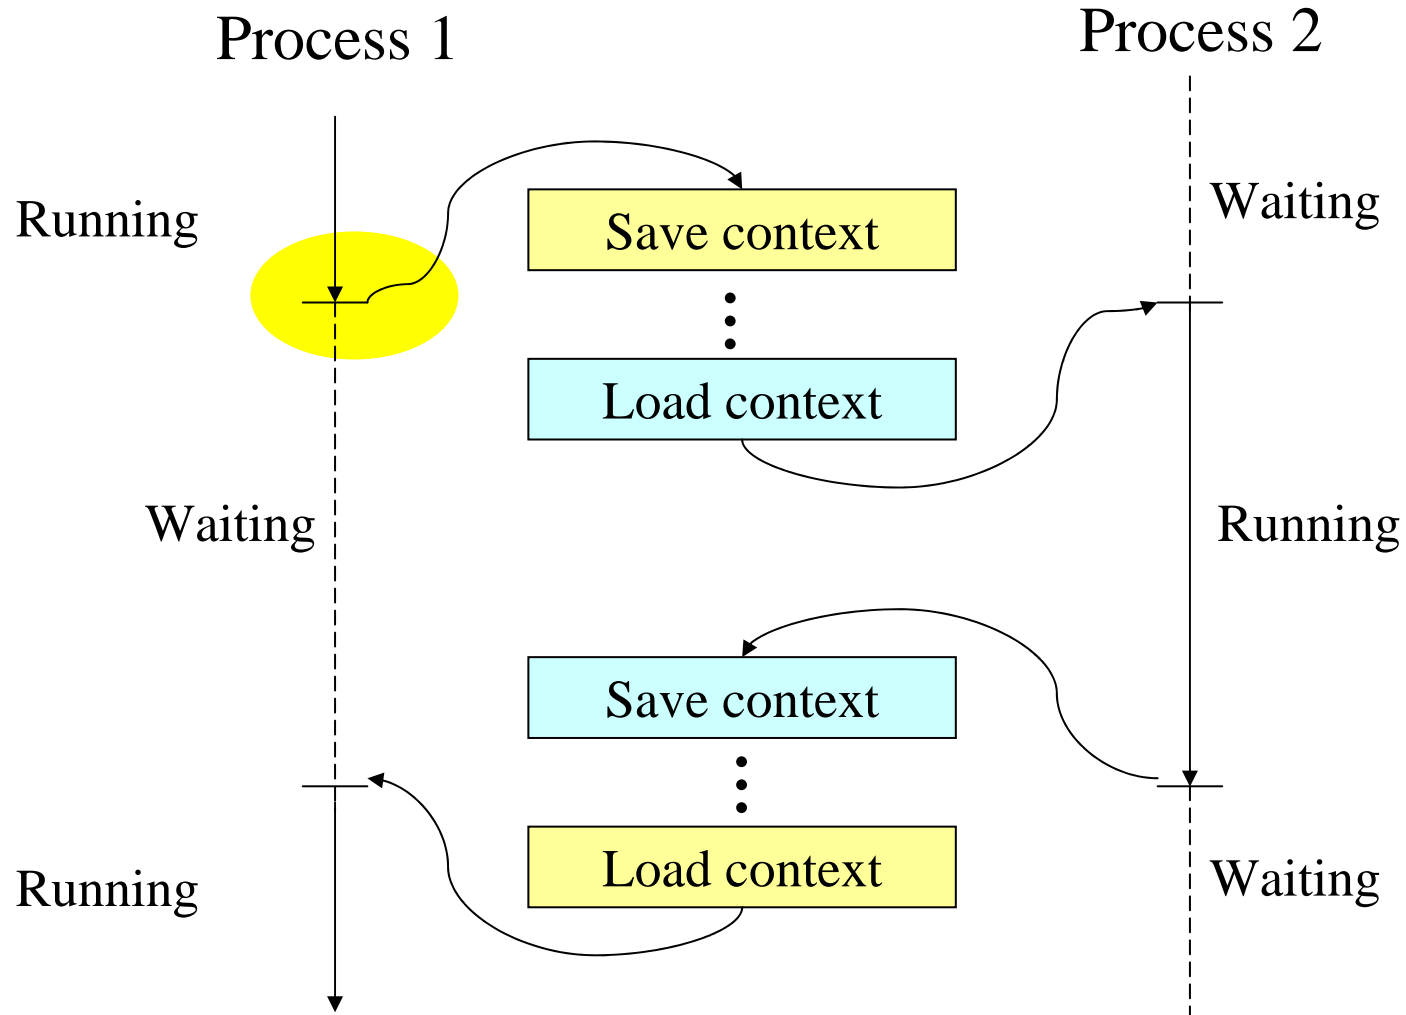 Process 1
Process 2
Running
Waiting
Save context
Load context
Waiting
Running
Save context
Load context
Running
Waiting